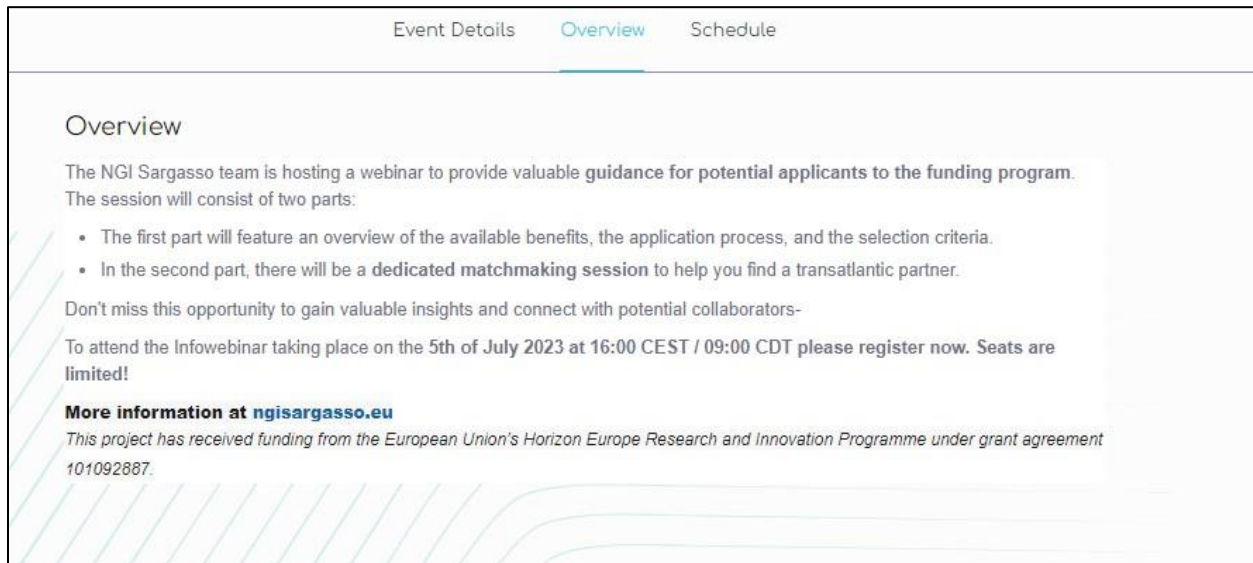 Event Details Overview Schedule
Overview
The NGI Sargasso team is hosting a webinar to provide valuable guidance for potential applicants to the funding program.
The session will consist of two parts:
• The first part will feature an overview of the available benefits, the application process, and the selection criteria.
• In the second part, there will be a dedicated matchmaking session to help you find a transatlantic partner.
Don't miss this opportunity to gain valuable insights and connect with potential collaborators-
To attend the Infowebinar taking place on the 5th of July 2023 at 16:00 CEST / 09:00 CDT please register now. Seats are
limited!
More information at ngisargasso.eu
This project has received funding from the European Union's Horizon Europe Research and Innovation Programme under grant agreement
101092887.